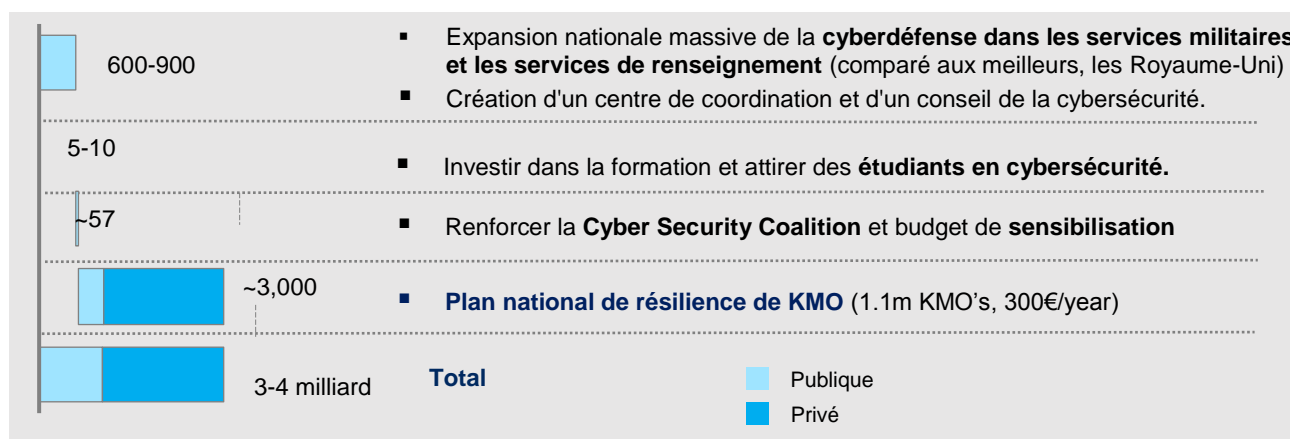 600-900
▪ Expansion nationale massive de la cyberdéfense dans les services militaires
et les services de renseignement (comparé aux meilleurs, les Royaume-Uni)
▪ Création d'un centre de coordination et d'un conseil de la cybersécurité.
5-10
▪ Investir dans la formation et attirer des étudiants en cybersécurité.
~57
▪ Renforcer la Cyber Security Coalition et budget de sensibilisation
~3,000
▪ Plan national de résilience de KMO (1.1m KMO’s, 300€/year)
3-4 milliard
Total
Publique
Privé